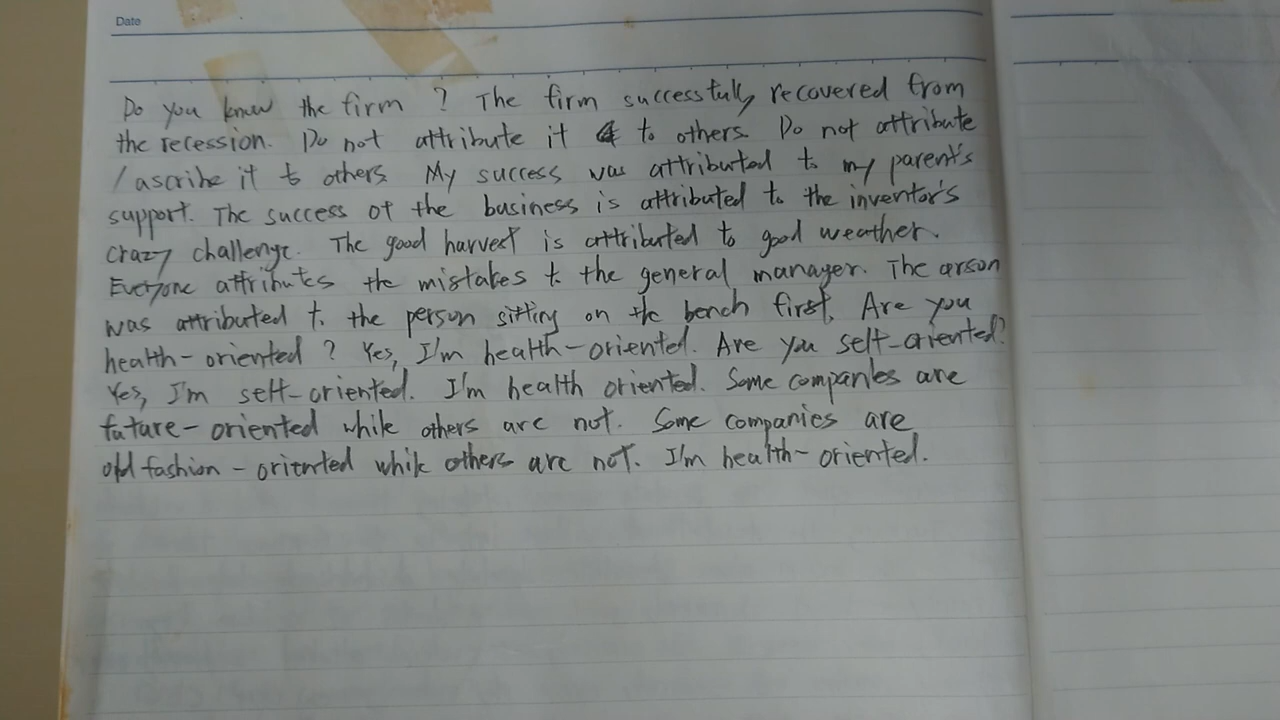 Date
Do you know the firm ? The firm successfully recovered from
the recession. Do not attribute it to others. Do not attribute
/ ascribe it to others. My success was attributed to my parent's
support. The success of the business is attributed to the inventor's
crazy challenge. The good harvest is attributed to good weather.
Everyone attributes the mistakes to the general manager. The arson
was attributed to the person sitting on the bench first. Are you
health-oriented ? Yes, I'm health-oriented. Are you self-oriented?
Yes, I'm self-oriented. I'm health oriented. Some companies are
future-oriented while others are not. Some companies are
old fashion-oriented while others are not. I'm health-oriented.